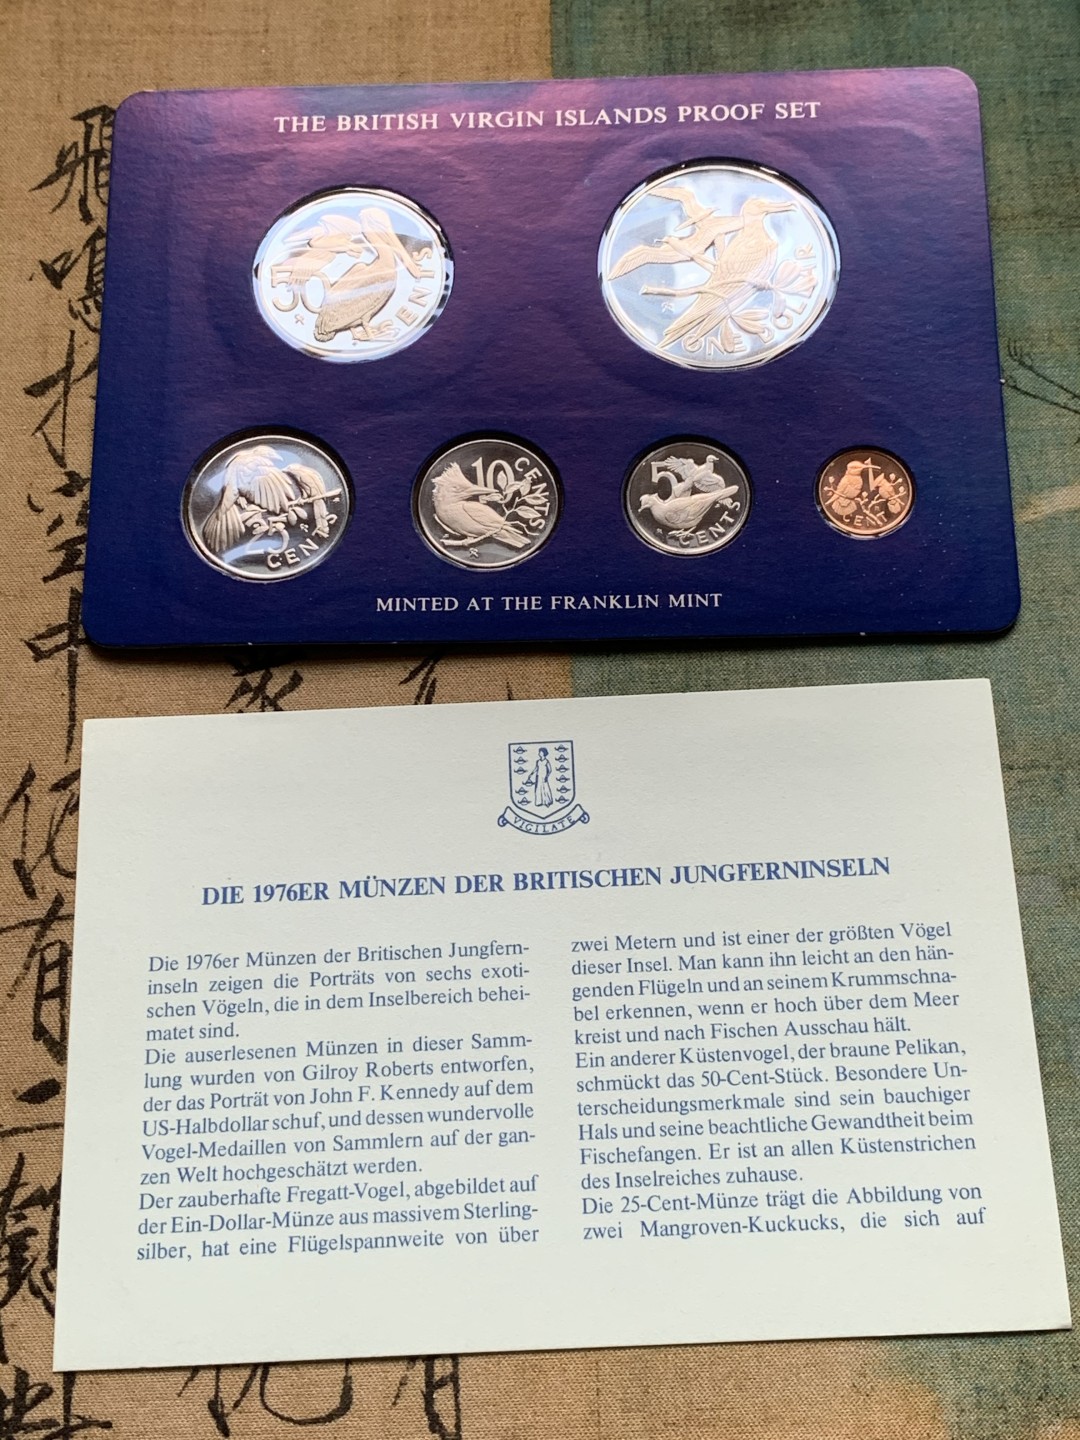 THE BRITISH VIRGIN ISLANDS PROOF SET
50 CENTS
ONE DOLLAR
25 CENTS
10 CENTS
5 CENTS
1 CENT
MINTED AT THE FRANKLIN MINT
VIGILATE
DIE 1976ER MÜNZEN DER BRITISCHEN JUNGFERNINSELN
Die 1976er Münzen der Britischen Jungfern-
inseln zeigen die Porträts von sechs exoti-
schen Vögeln, die in dem Inselbereich behei-
matet sind.
Die auserlesenen Münzen in dieser Samm-
lung wurden von Gilroy Roberts entworfen,
der das Porträt von John F. Kennedy auf dem
US-Halbdollar schuf, und dessen wundervolle
Vogel-Medaillen von Sammlern auf der gan-
zen Welt hochgeschätzt werden.
Der zauberhafte Fregatt-Vogel, abgebildet auf
der Ein-Dollar-Münze aus massivem Sterling-
silber, hat eine Flügelspannweite von über
zwei Metern und ist einer der größten Vögel
dieser Insel. Man kann ihn leicht an den hän-
genden Flügeln und an seinem Krummschna-
bel erkennen, wenn er hoch über dem Meer
kreist und nach Fischen Ausschau hält.
Ein anderer Küstenvogel, der braune Pelikan,
schmückt das 50-Cent-Stück. Besondere Un-
terscheidungsmerkmale sind sein bauchiger
Hals und seine beachtliche Gewandtheit beim
Fischefangen. Er ist an allen Küstenstrichen
des Inselreiches zuhause.
Die 25-Cent-Münze trägt die Abbildung von
zwei Mangroven-Kuckucks, die sich auf